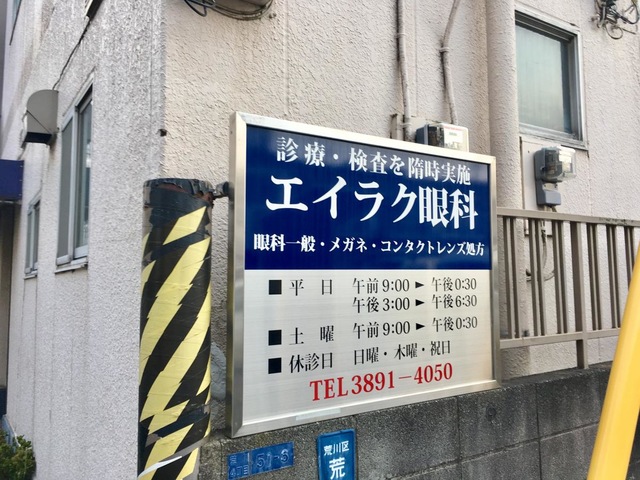 診療・検査を隋時実施
エイラク眼科
眼科一般・メガネ・コンタクトレンズ処方
■ 平 日 午前 9:00 ► 午後 0:30
午後 3:00 ► 午後 6:30
■ 土 曜 午前 9:00 ► 午後 0:30
■ 休診日 日曜・木曜・祝日
TEL 3891-4050
荒川区
荒